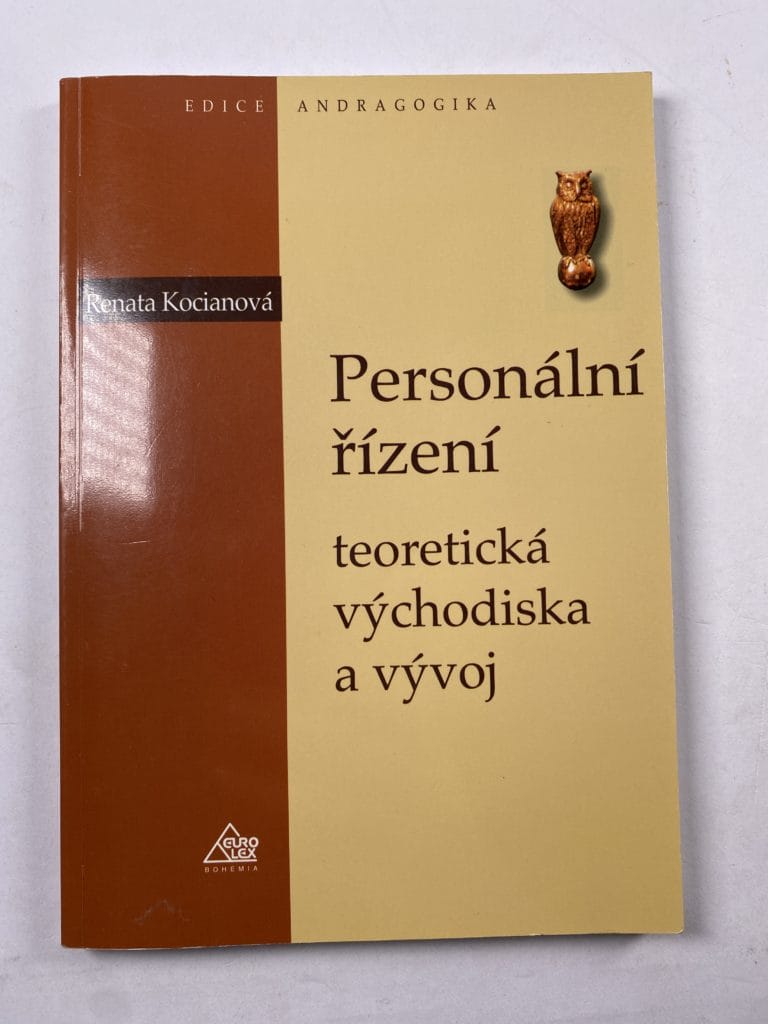 EDICE ANDRAGOGIKA
Renata Kocianová
Personální
řízení
teoretická
východiska
a vývoj
EURO
LEX
BOHEMIA